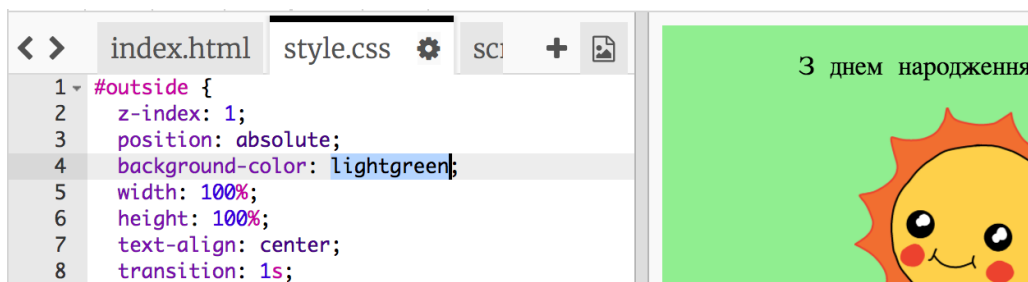 index.html style.css
1 #outside {
2 z-index: 1;
3 position: absolute;
4 background-color: lightgreen;
5 width: 100%;
6 height: 100%;
7 text-align: center;
8 transition: 1s;
З днем народження